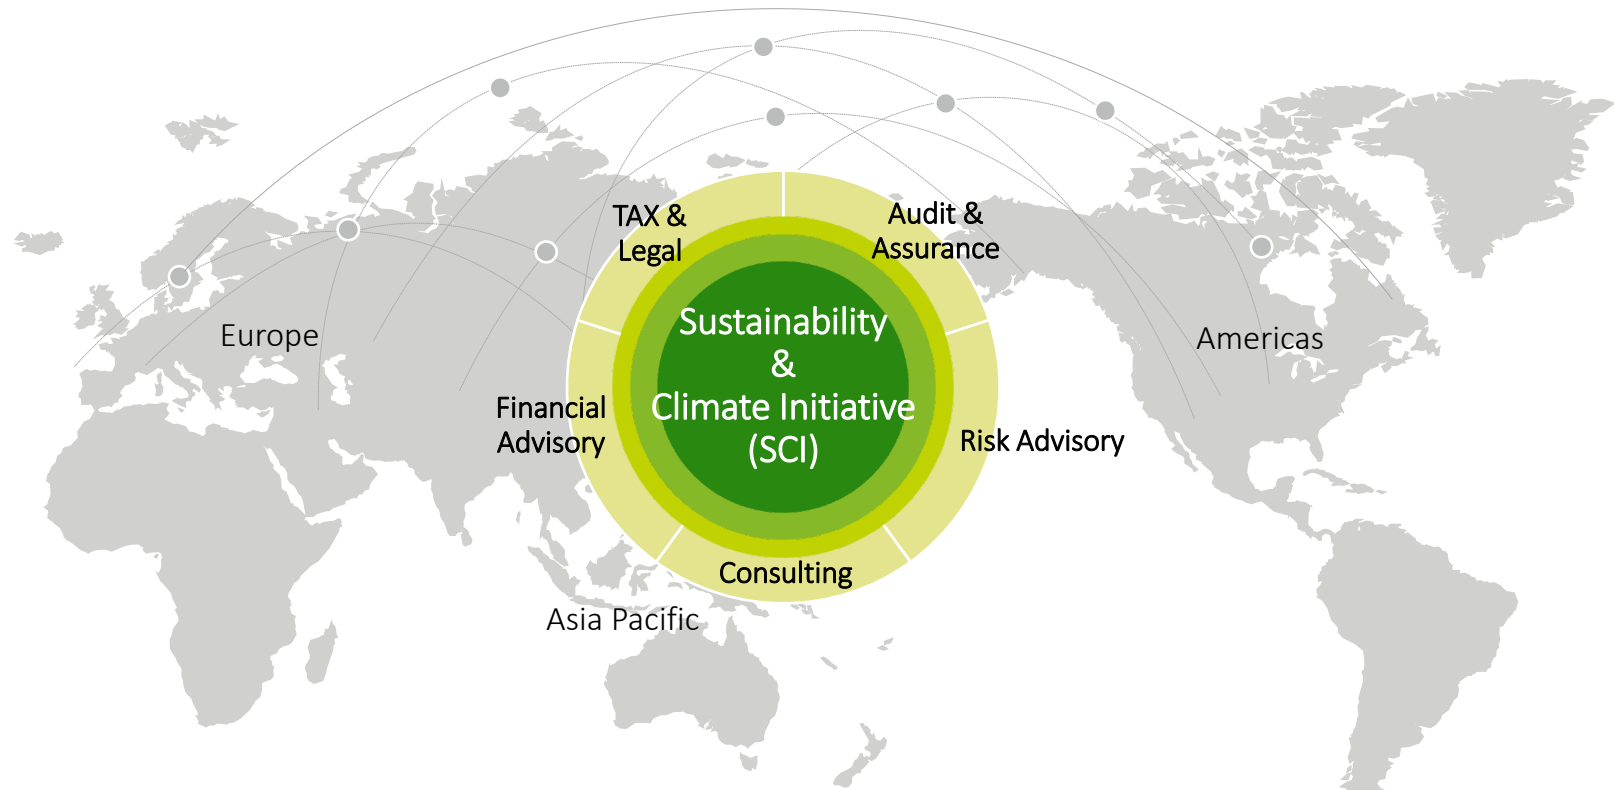 TAX &
Legal
Audit &
Assurance
Sustainability
&
Climate Initiative
(SCI)
Europe
Americas
Financial
Advisory
Risk Advisory
Consulting
Asia Pacific